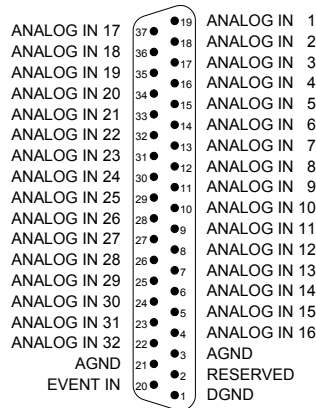 19 ANALOG IN 1
ANALOG IN 17 37
18 ANALOG IN 2
ANALOG IN 18 36
17 ANALOG IN 3
ANALOG IN 19 35
16 ANALOG IN 4
ANALOG IN 20 34
15 ANALOG IN 5
ANALOG IN 21 33
14 ANALOG IN 6
ANALOG IN 22 32
13 ANALOG IN 7
ANALOG IN 23 31
12 ANALOG IN 8
ANALOG IN 24 30
11 ANALOG IN 9
ANALOG IN 25 29
10 ANALOG IN 10
ANALOG IN 26 28
9 ANALOG IN 11
ANALOG IN 27 27
8 ANALOG IN 12
ANALOG IN 28 26
7 ANALOG IN 13
ANALOG IN 29 25
6 ANALOG IN 14
ANALOG IN 30 24
5 ANALOG IN 15
ANALOG IN 31 23
4 ANALOG IN 16
ANALOG IN 32 22
3 AGND
AGND 21
2 RESERVED
EVENT IN 20
1 DGND